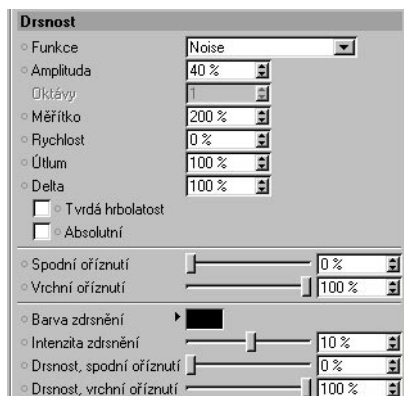 Drsnost
Funkce Noise
Amplituda 40 %
Oktávy 1
Měřítko 200 %
Rychlost 0 %
Útlum 100 %
Delta 100 %
Tvrdá hrbolatost
Absolutní
Spodní oříznutí 0 %
Vrchní oříznutí 100 %
Barva zdrsnění
Intenzita zdrsnění 10 %
Drsnost, spodní oříznutí 0 %
Drsnost, vrchní oříznutí 100 %